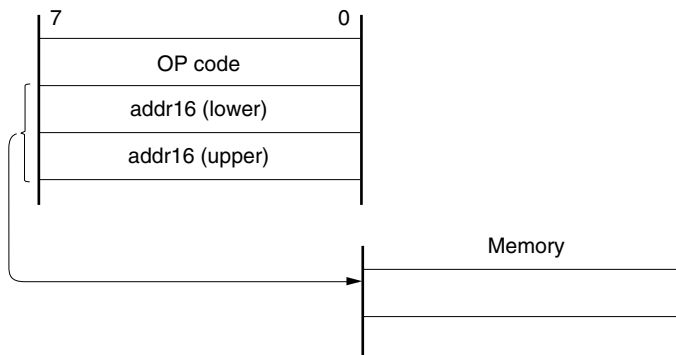 7 0
OP code
addr16 (lower)
addr16 (upper)
Memory